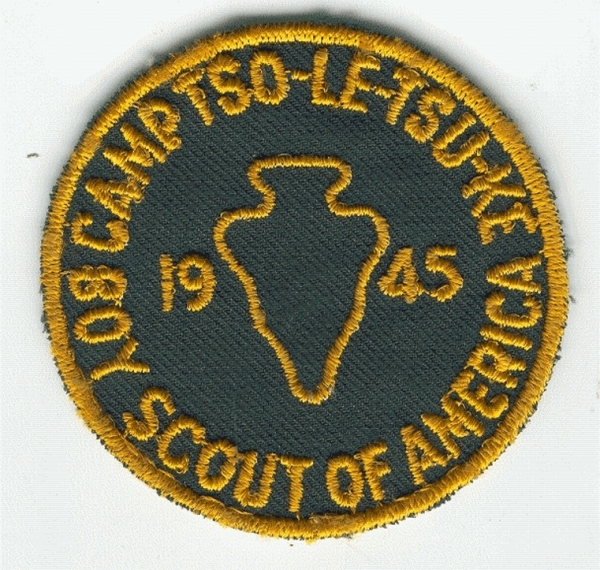 CAMP TSO-LE-TSU-KE
19 45
BOY SCOUT OF AMERICA